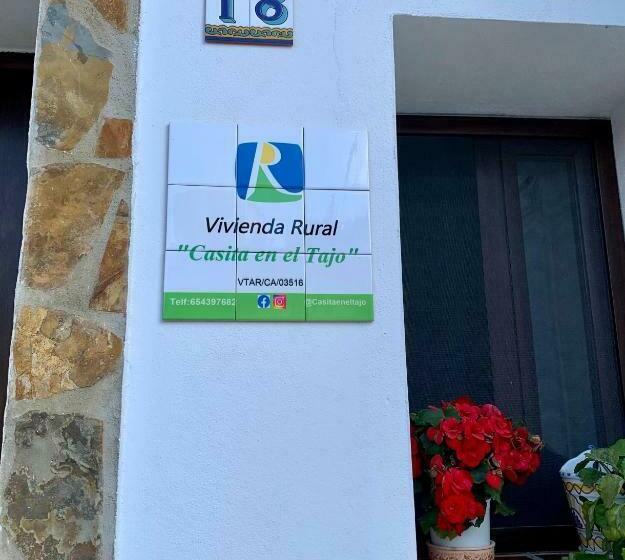 18
R
Vivienda Rural
"Casita en el Tajo"
VTAR/CA/03516
Telf:654397682 @Casitaeneltajo